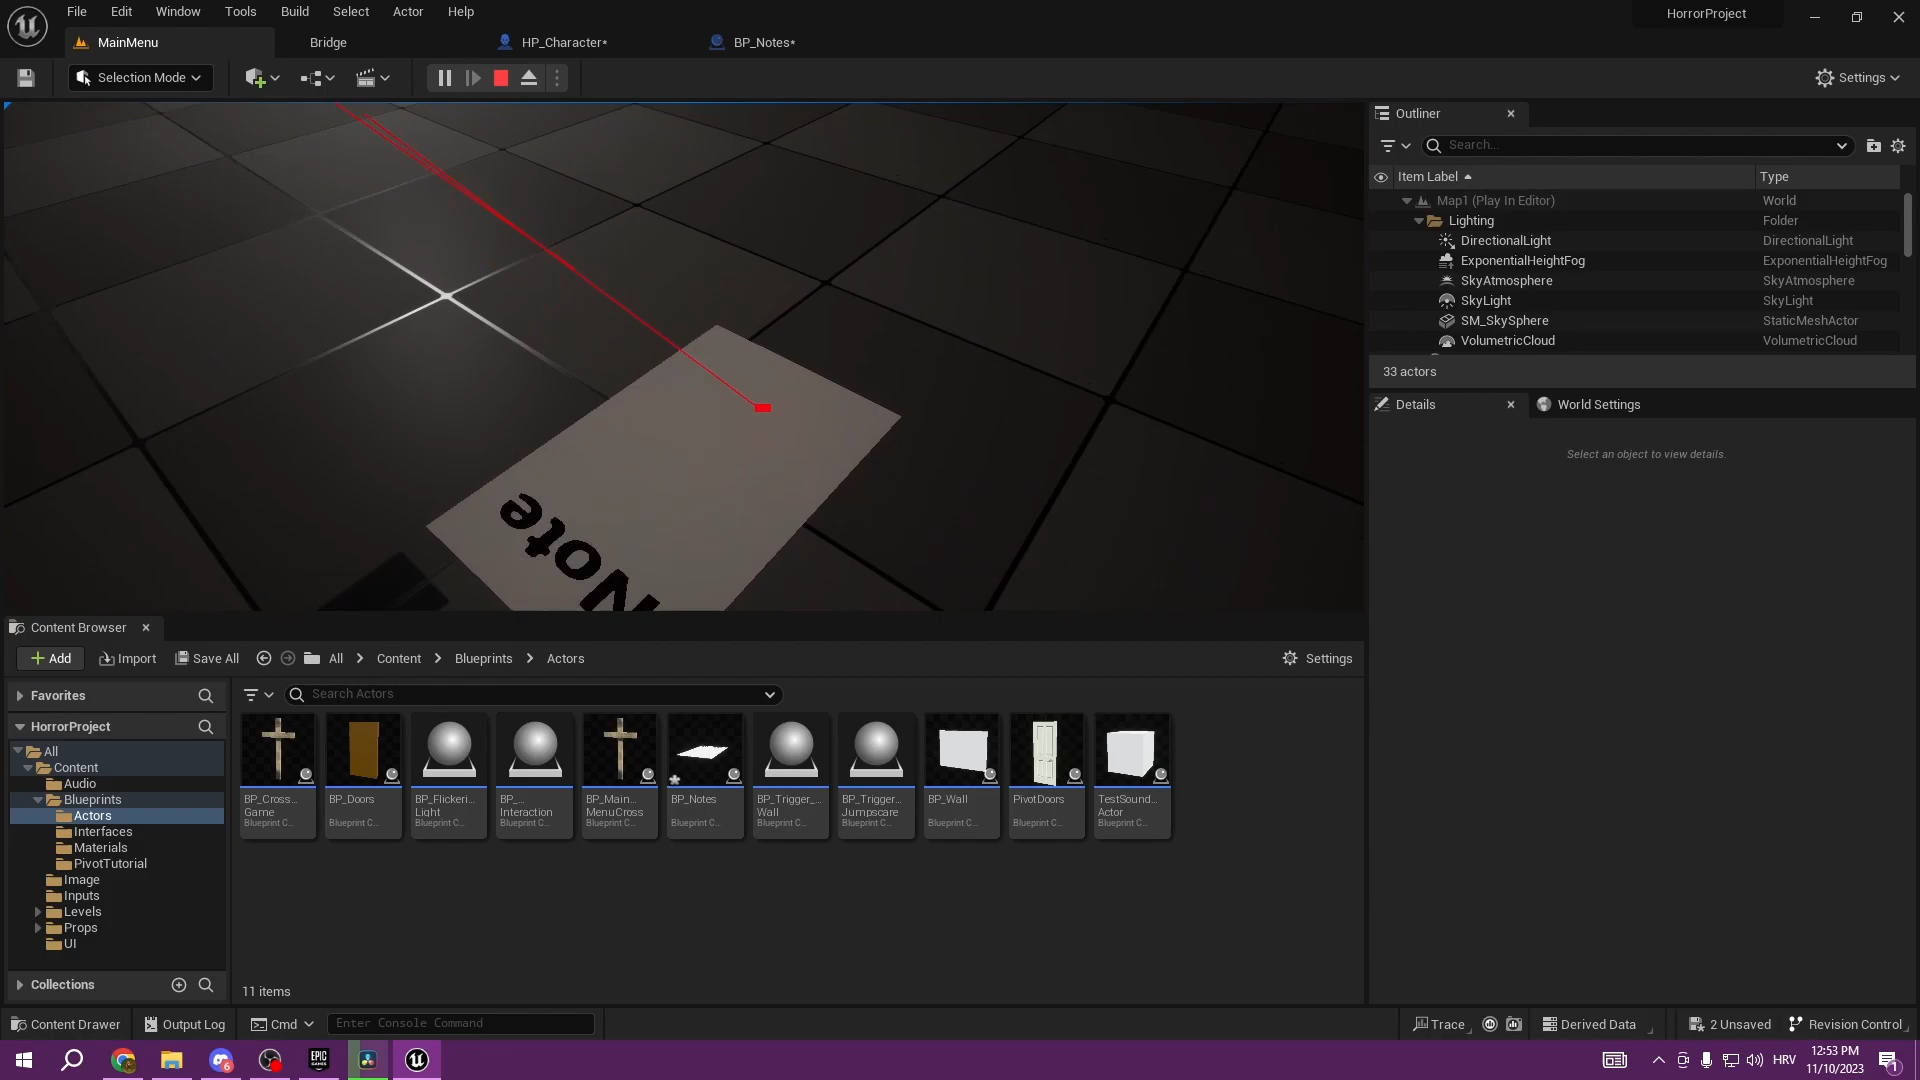 File Edit Window Tools Build Select Actor Help
HorrorProject
MainMenu
Bridge
HP_Character*
BP_Notes*
Selection Mode
Settings
Outliner
Search...
Item Label
Type
Map1 (Play In Editor) World
Lighting Folder
DirectionalLight DirectionalLight
ExponentialHeightFog ExponentialHeightFog
SkyAtmosphere SkyAtmosphere
SkyLight SkyLight
SM_SkySphere StaticMeshActor
VolumetricCloud VolumetricCloud
33 actors
Details
World Settings
Select an object to view details.
Note
Content Browser
Add Import Save All All Content Blueprints Actors
Settings
Favorites
HorrorProject
All
Content
Audio
Blueprints
Actors
Interfaces
Materials
PivotTutorial
Image
Inputs
Levels
Props
UI
Collections
Search Actors
BP_Cross...
Game
Blueprint C...
BP_Doors
Blueprint C...
BP_Flickeri...
Light
Blueprint C...
BP_...
Interaction
Blueprint C...
BP_Main...
MenuCross
Blueprint C...
BP_Notes
Blueprint C...
BP_Trigger_...
Wall
Blueprint C...
BP_Trigger...
Jumpscare
Blueprint C...
BP_Wall
Blueprint C...
PivotDoors
Blueprint C...
TestSound...
Actor
Blueprint C...
11 items
Content Drawer Output Log Cmd Enter Console Command
Trace Derived Data 2 Unsaved Revision Control
EPIC
GAMES
6
HRV
12:53 PM
11/10/2023
1